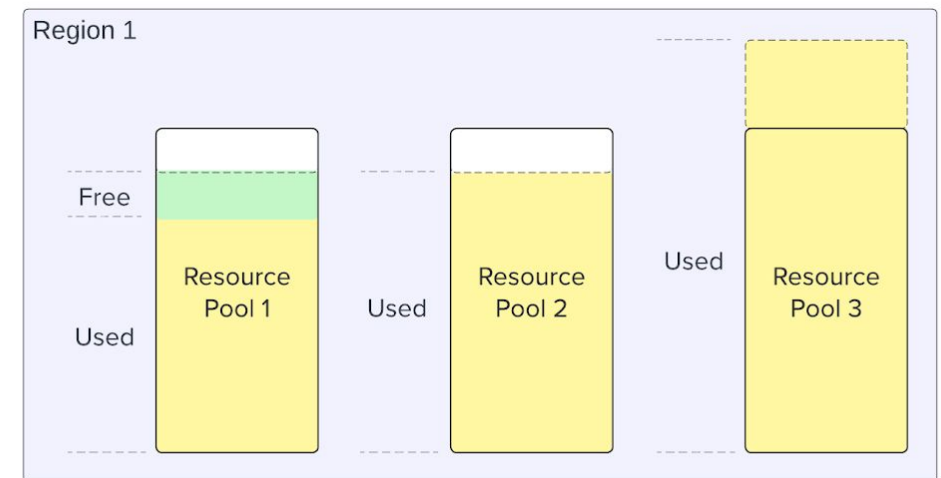 Region 1
Free
Used
Resource
Pool 1
Used
Resource
Pool 2
Used
Resource
Pool 3